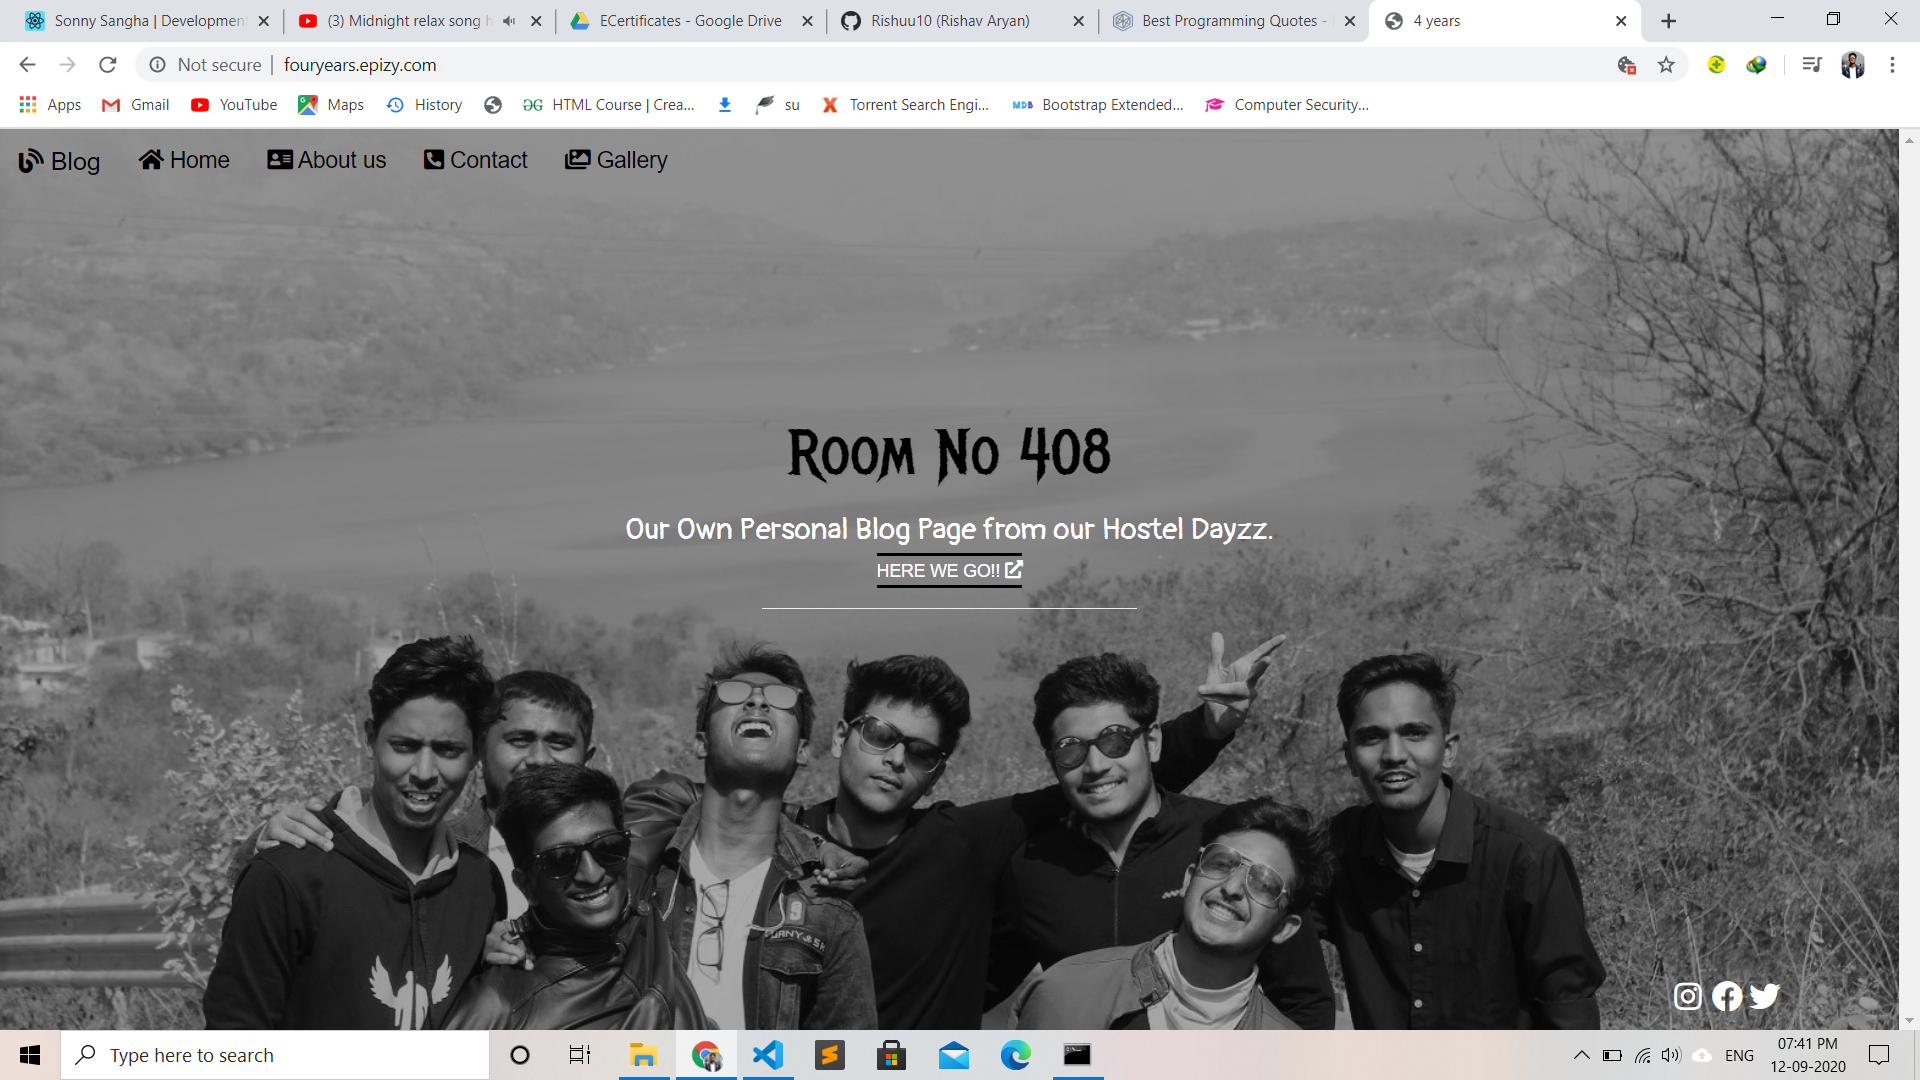 Sonny Sangha | Development
(3) Midnight relax song h
ECertificates - Google Drive
Rishuu10 (Rishav Aryan)
Best Programming Quotes -
4 years
Not secure | fouryears.epizy.com
Apps
Gmail
YouTube
Maps
History
HTML Course | Crea...
su
Torrent Search Engi...
MDB
Bootstrap Extended...
Computer Security...
Blog
Home
About us
Contact
Gallery
Room No 408
Our Own Personal Blog Page from our Hostel Dayzz.
HERE WE GO!!
9
Type here to search
ENG
07:41 PM
12-09-2020